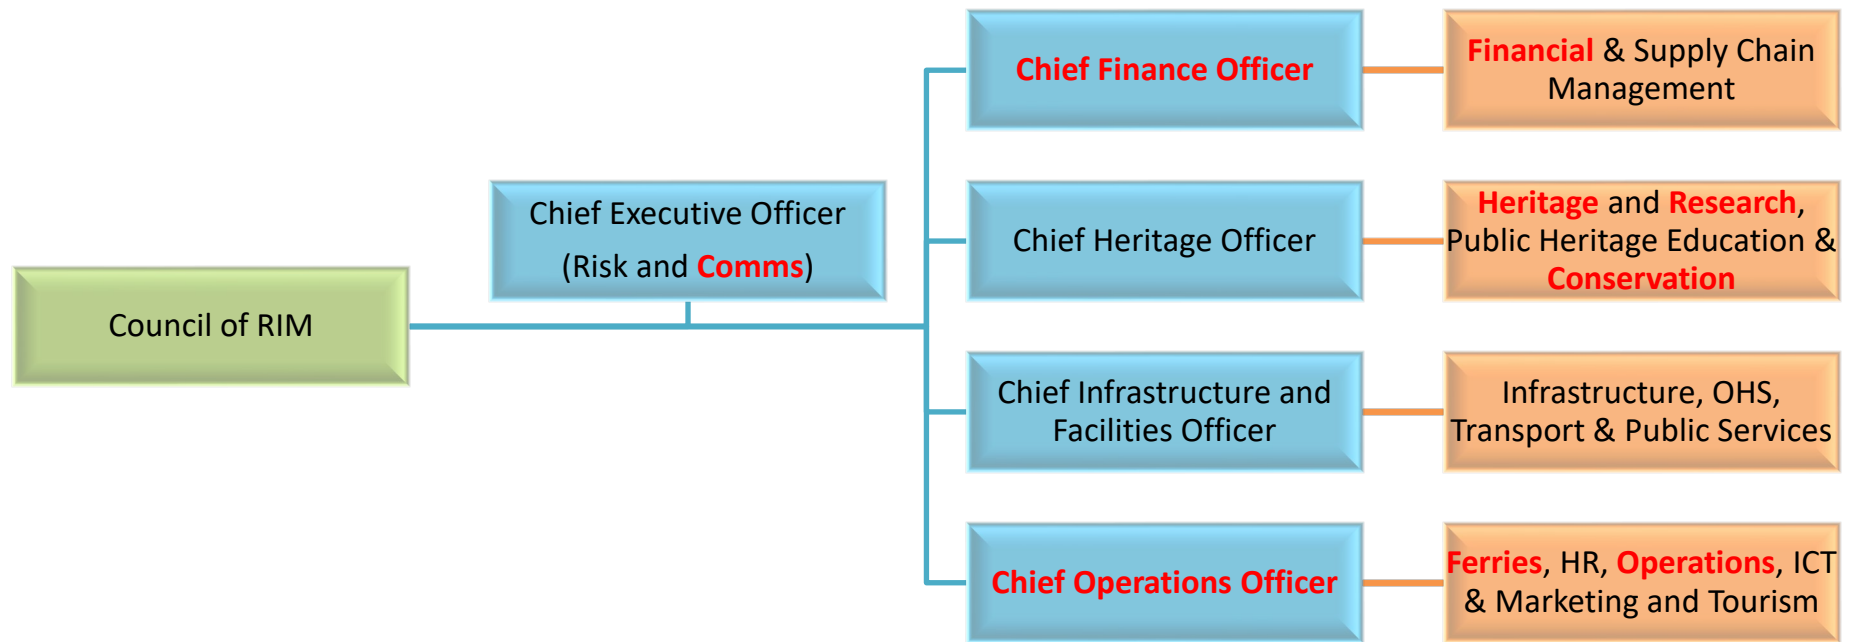 Council of RIM
Chief Executive Officer
(Risk and Comms)
Chief Finance Officer
Financial & Supply Chain
Management
Chief Heritage Officer
Heritage and Research,
Public Heritage Education &
Conservation
Chief Infrastructure and
Facilities Officer
Infrastructure, OHS,
Transport & Public Services
Chief Operations Officer
Ferries, HR, Operations, ICT
& Marketing and Tourism